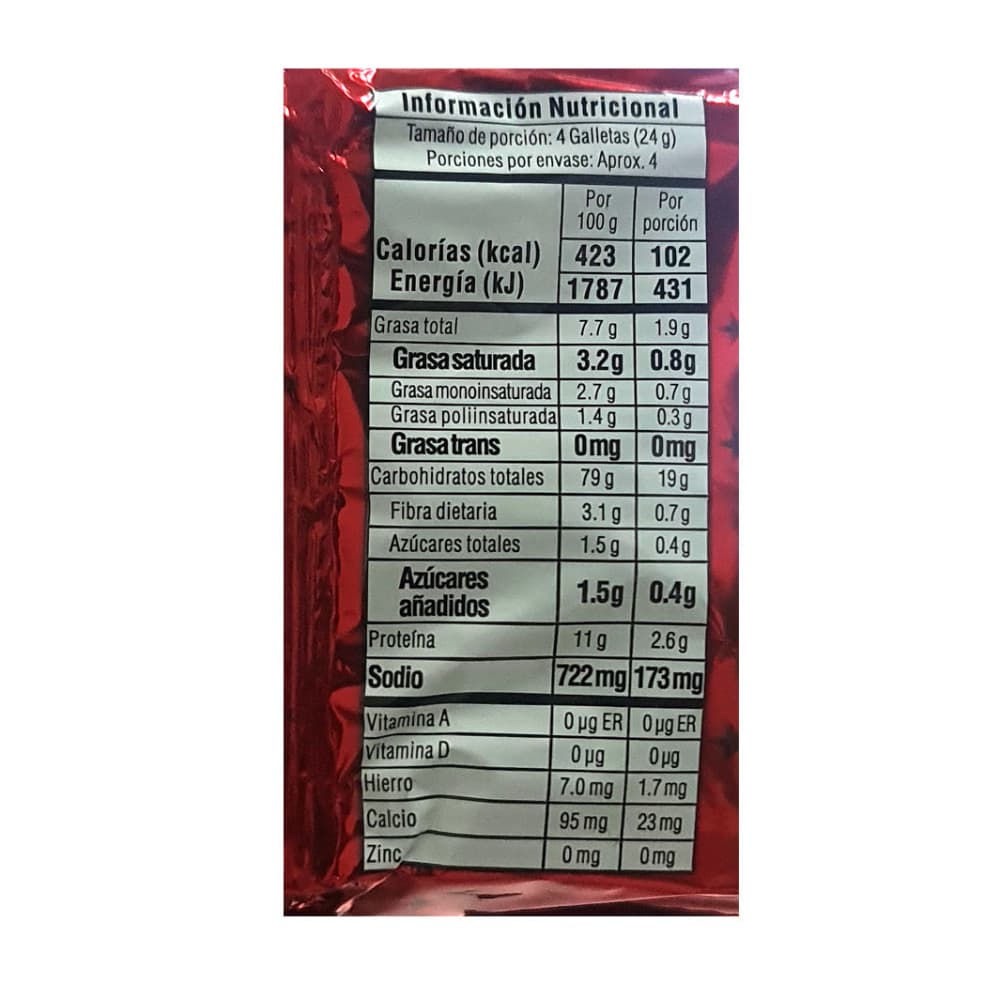 Información Nutricional
Tamaño de porción: 4 Galletas (24 g)
Porciones por envase: Aprox. 4
Por 100 g Por porción
Calorías (kcal) 423 102
Energía (kJ) 1787 431
Grasa total 7.7 g 1.9 g
Grasa saturada 3.2g 0.8g
Grasa monoinsaturada 2.7 g 0.7 g
Grasa poliinsaturada 1.4 g 0.3 g
Grasa trans 0mg 0mg
Carbohidratos totales 79 g 19 g
Fibra dietaria 3.1 g 0.7 g
Azúcares totales 1.5 g 0.4 g
Azúcares añadidos 1.5g 0.4g
Proteína 11 g 2.6 g
Sodio 722 mg 173 mg
Vitamina A 0 µg ER 0 µg ER
Vitamina D 0 µg 0 µg
Hierro 7.0 mg 1.7 mg
Calcio 95 mg 23 mg
Zinc 0 mg 0 mg